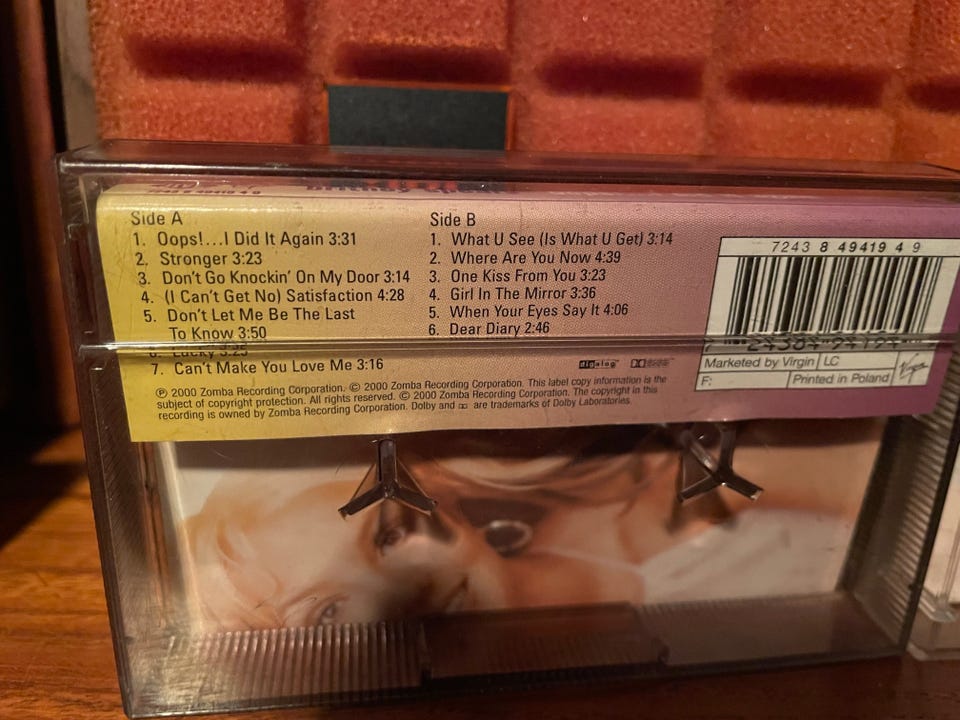 Side A
1. Oops!...I Did It Again 3:31
2. Stronger 3:23
3. Don't Go Knockin' On My Door 3:14
4. (I Can't Get No) Satisfaction 4:28
5. Don't Let Me Be The Last
To Know 3:50
6. Lucky 3:25
7. Can't Make You Love Me 3:16
Side B
1. What U See (Is What U Get) 3:14
2. Where Are You Now 4:39
3. One Kiss From You 3:23
4. Girl In The Mirror 3:36
5. When Your Eyes Say It 4:06
6. Dear Diary 2:46
digalog
℗ 2000 Zomba Recording Corporation. © 2000 Zomba Recording Corporation. This label copy information is the
subject of copyright protection. All rights reserved. © 2000 Zomba Recording Corporation. The copyright in this
recording is owned by Zomba Recording Corporation. Dolby and are trademarks of Dolby Laboratories.
7243 8 49419 4 9
Marketed by Virgin LC
F: Printed in Poland
Virgin